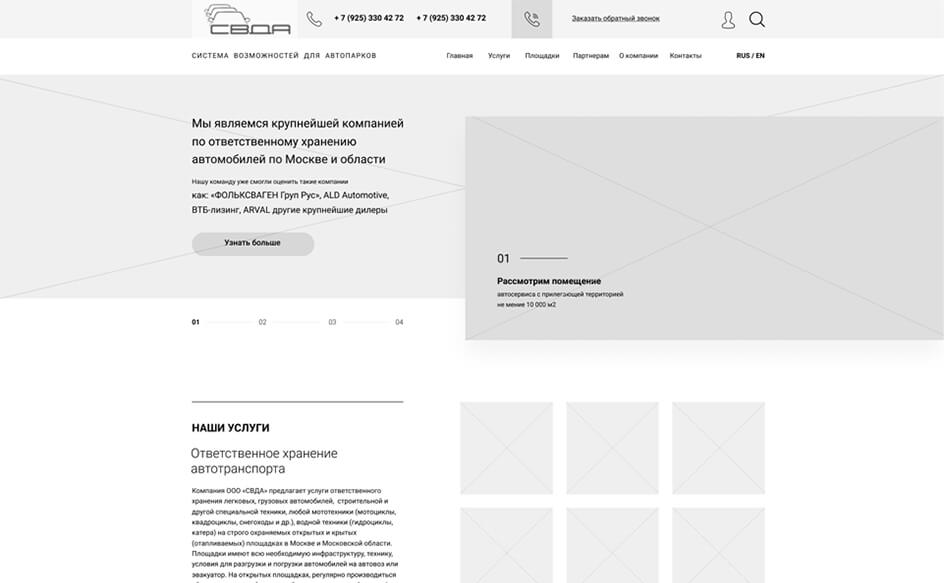 СВДА
+ 7 (925) 330 42 72 + 7 (925) 330 42 72
Заказать обратный звонок
СИСТЕМА ВОЗМОЖНОСТЕЙ ДЛЯ АВТОПАРКОВ
Главная Услуги Площадки Партнерам О компании Контакты
RUS / EN
Мы являемся крупнейшей компанией
по ответственному хранению
автомобилей по Москве и области
Нашу команду уже смогли оценить такие компании
как: «ФОЛЬКСВАГЕН Груп Рус», ALD Automotive,
ВТБ-лизинг, ARVAL другие крупнейшие дилеры
Узнать больше
01
Рассмотрим помещение
автосервиса с прилегающей территорией
не менне 10 000 м2
01 02 03 04
НАШИ УСЛУГИ
Ответственное хранение
автотранспорта
Компания ООО «СВДА» предлагает услуги ответственного
хранения легковых, грузовых автомобилей, строительной и
другой специальной техники, любой мототехники (мотоциклы,
квадроциклы, снегоходы и др.), водной техники (гидроциклы,
катера) на строго охраняемых открытых и крытых
(отапливаемых) площадках в Москве и Московской области.
Площадки имеют всю необходимую инфраструктуру, технику,
условия для разгрузки и погрузки автомобилей на автовоз или
эвакуатор. На открытых площадках, регулярно производиться